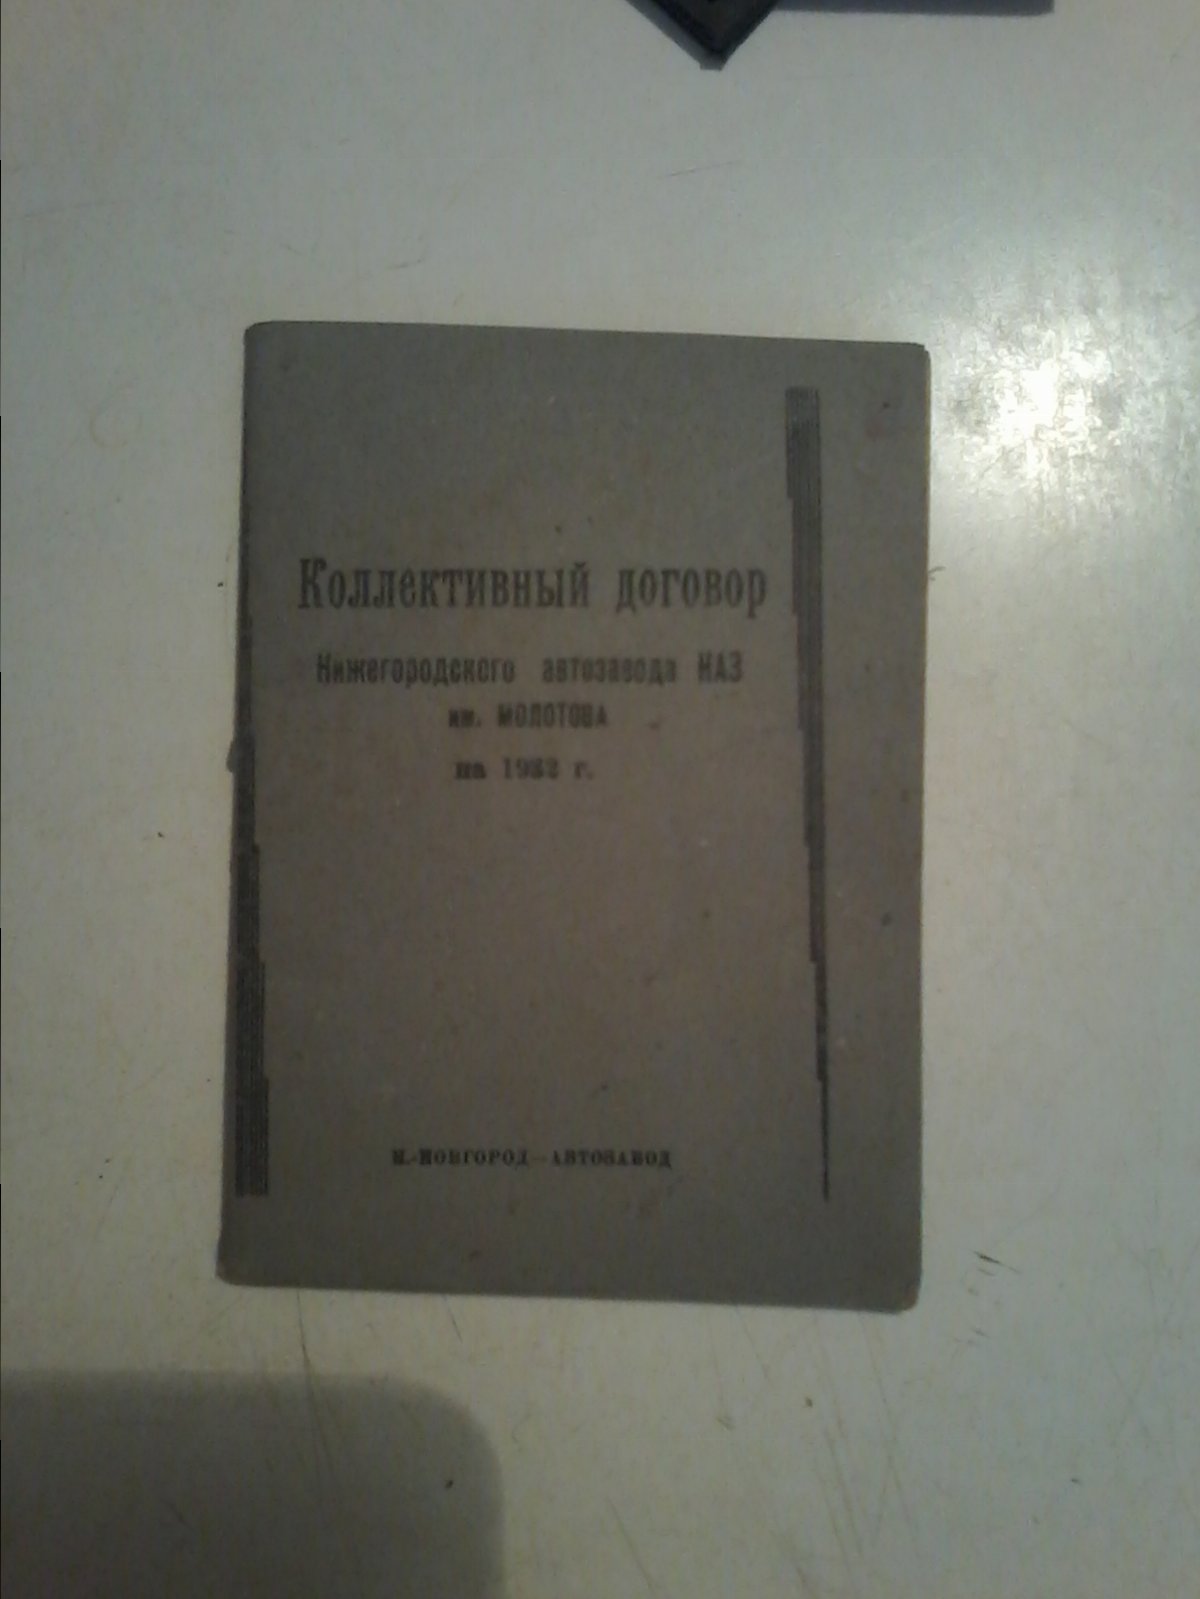 Коллективный договор
Нижегородского автозавода НАЗ
им. МОЛОТОВА
на 1932 г.
Н.-НОВГОРОД—АВТОЗАВОД